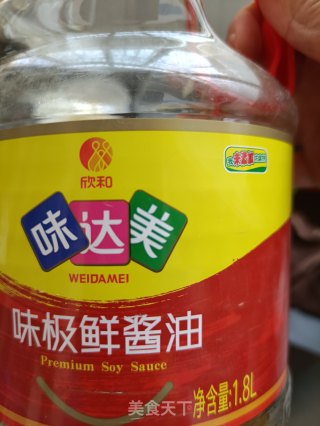 欣和
味达美
WEIDAMEI
味极鲜酱油
Premium Soy Sauce
净含量:1.8L
美食天下